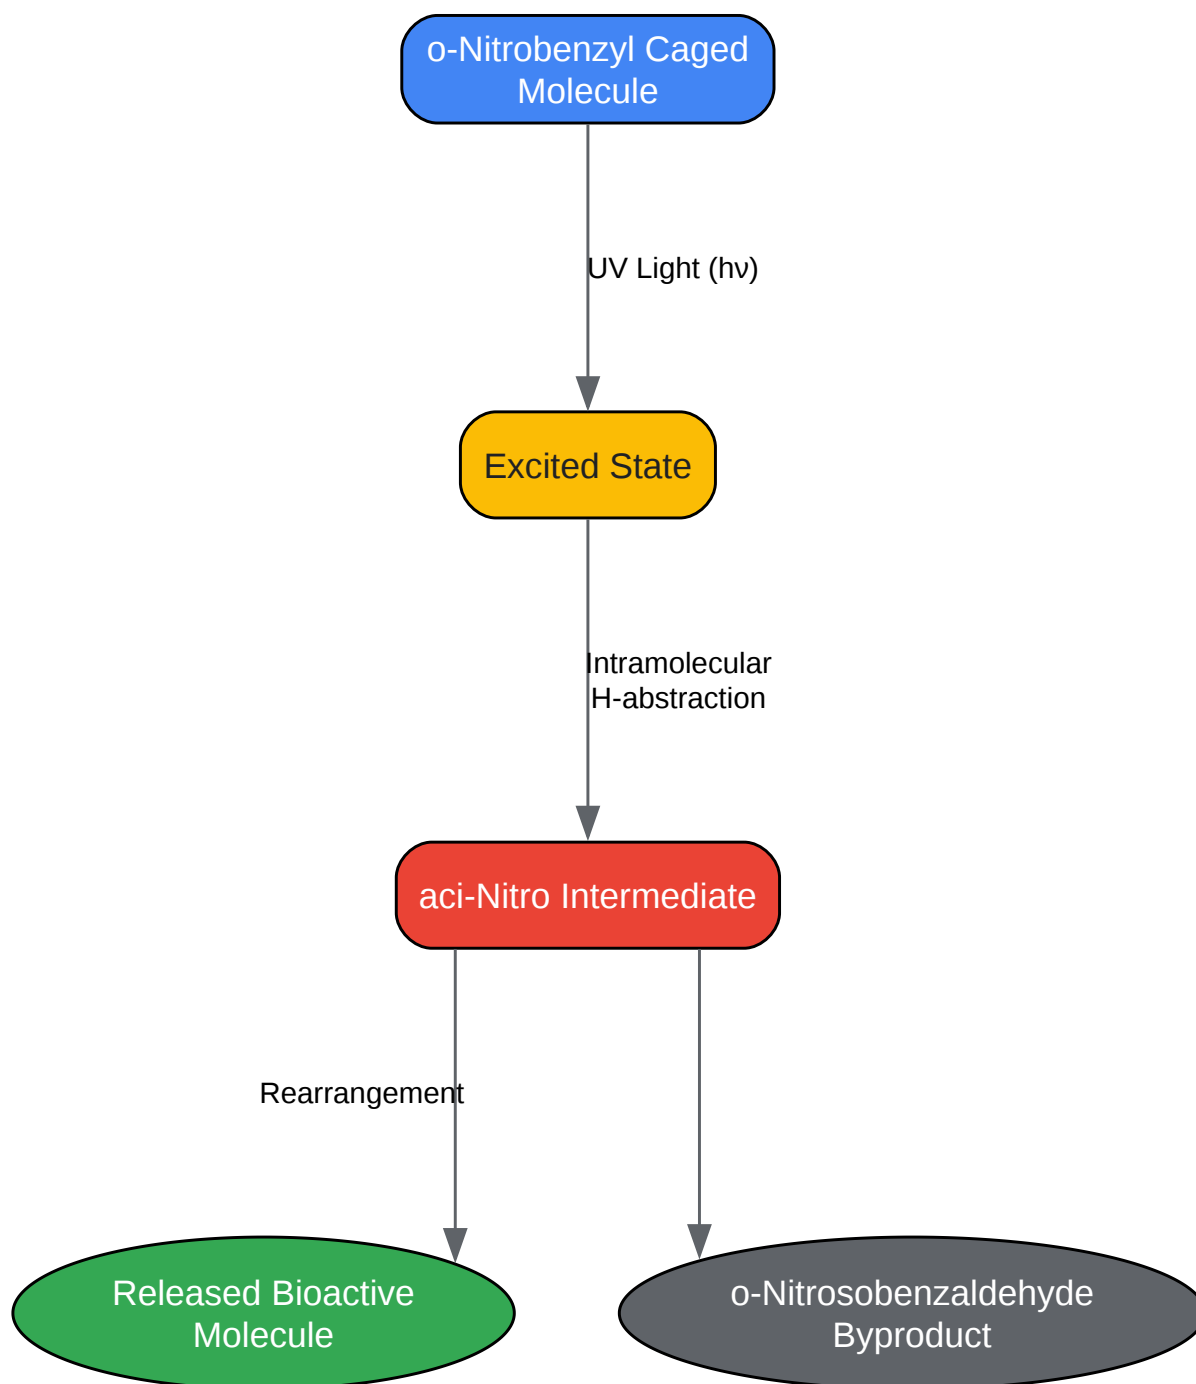 o-Nitrobenzyl Caged
Molecule
UV Light (hν)
Excited State
Intramolecular
H-abstraction
aci-Nitro Intermediate
Rearrangement
Released Bioactive
Molecule
o-Nitrosobenzaldehyde
Byproduct